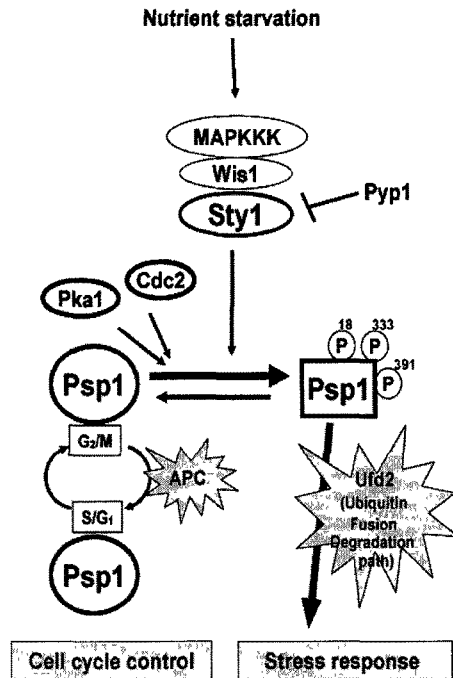 Nutrient starvation
MAPKKK
Wis1
Sty1
Pyp1
Cdc2
Pka1
18
333
P
P
391
P
Psp1
Psp1
G2/M
APC
S/G1
Psp1
Ufd2
(Ubiquitin
Fusion
Degradation
path)
Cell cycle control
Stress response